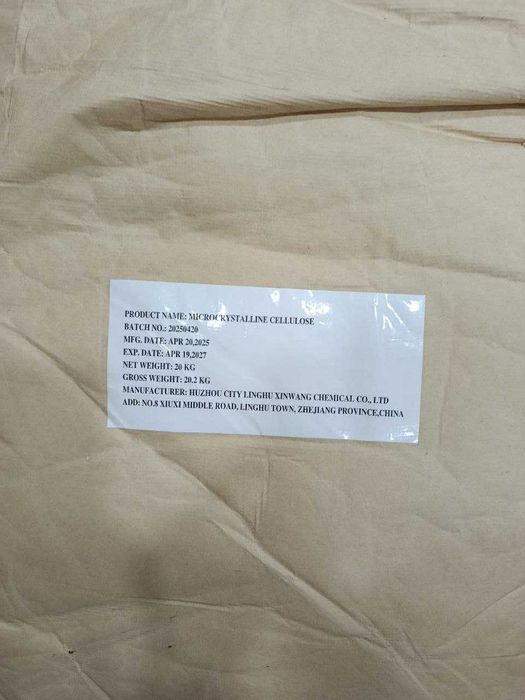 PRODUCT NAME: MICROCRYSTALLINE CELLULOSE
BATCH NO.: 20250420
MFG. DATE: APR 20,2025
EXP. DATE: APR 19,2027
NET WEIGHT: 20 KG
GROSS WEIGHT: 20.2 KG
MANUFACTURER: HUZHOU CITY LINGHU XINWANG CHEMICAL CO., LTD
ADD: NO.8 XIUXI MIDDLE ROAD, LINGHU TOWN, ZHEJIANG PROVINCE,CHINA